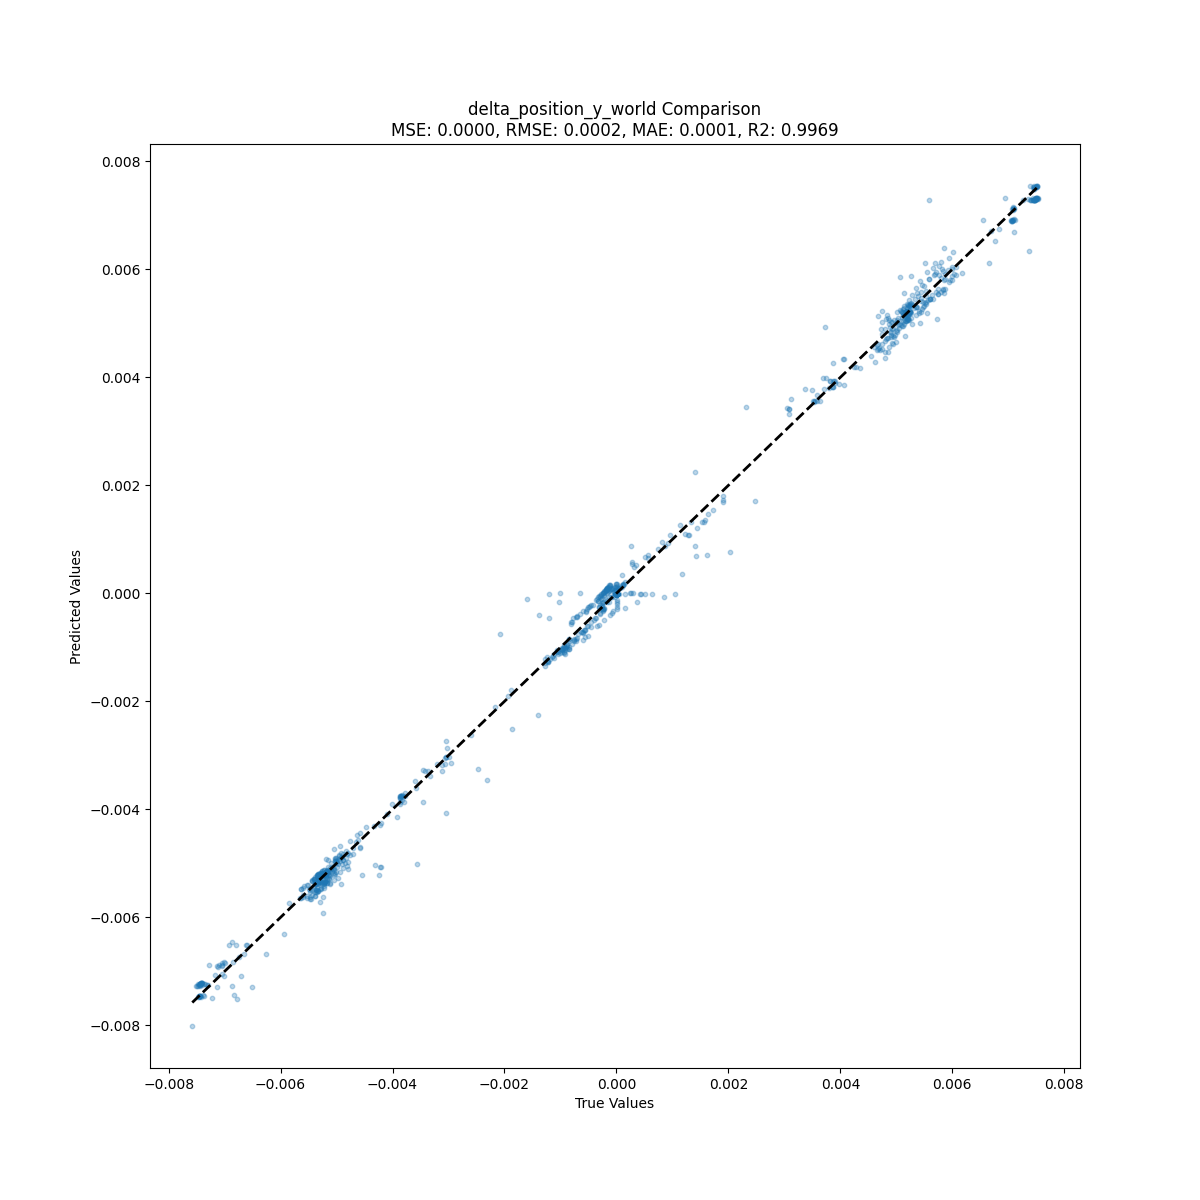 delta_position_y_world Comparison
MSE: 0.0000, RMSE: 0.0002, MAE: 0.0001, R2: 0.9969
Predicted Values
0.008
0.006
0.004
0.002
0.000
−0.002
−0.004
−0.006
−0.008
−0.008 −0.006 −0.004 −0.002 0.000 0.002 0.004 0.006 0.008
True Values